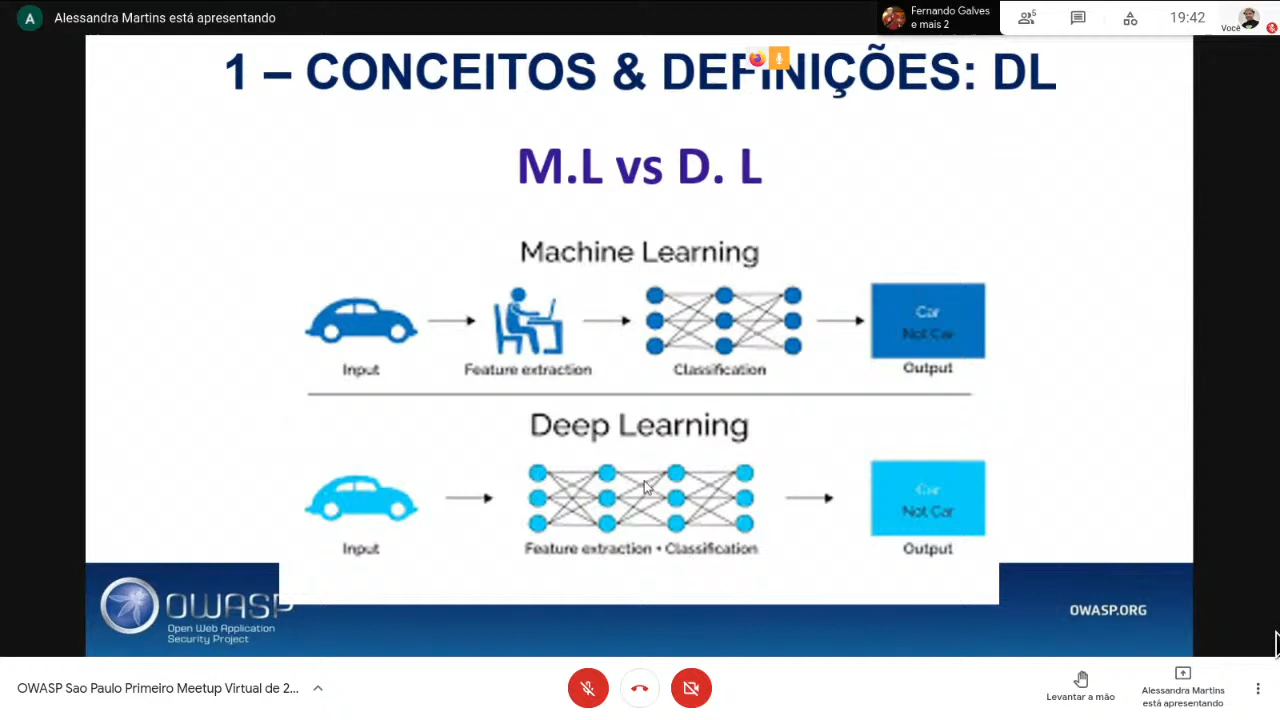 A
Alessandra Martins está apresentando
Fernando Galves
e mais 2
5
19:42
Você
1 – CONCEITOS & DEFINIÇÕES: DL
M.L vs D. L
Machine Learning
Input
Feature extraction
Classification
Car
Not Car
Output
Deep Learning
Input
Feature extraction + Classification
Car
Not Car
Output
OWASP
Open Web Application
Security Project
OWASP.ORG
OWASP Sao Paulo Primeiro Meetup Virtual de 2...
Levantar a mão
Alessandra Martins
está apresentando